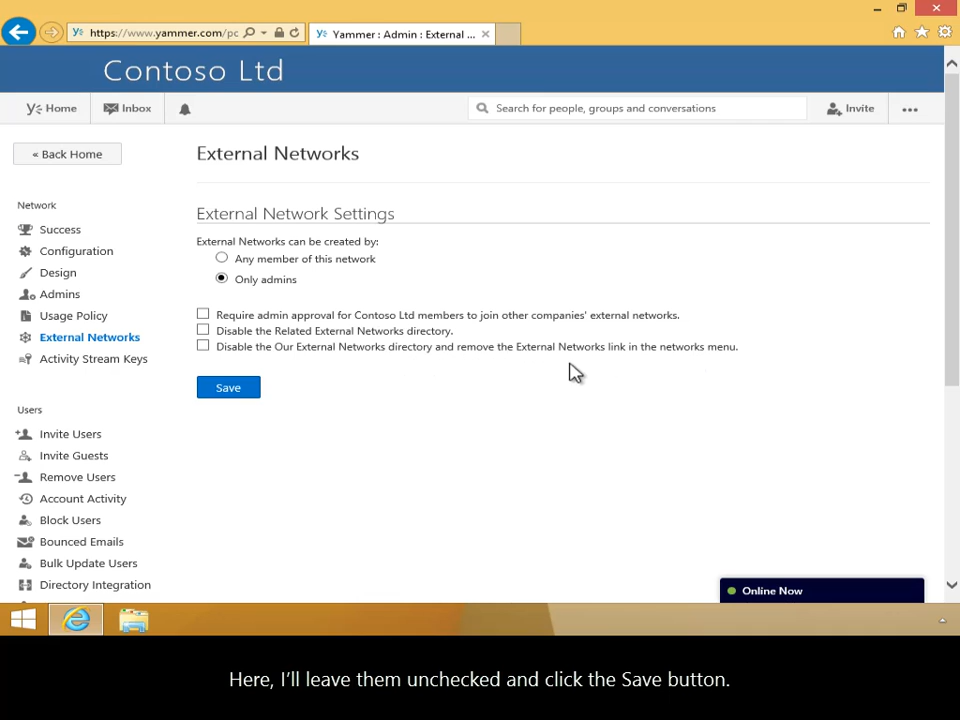 https://www.yammer.com/pc
Yammer : Admin : External ...
Contoso Ltd
Home
Inbox
Search for people, groups and conversations
Invite
« Back Home
External Networks
Network
Success
Configuration
Design
Admins
Usage Policy
External Networks
Activity Stream Keys
External Network Settings
External Networks can be created by:
Any member of this network
Only admins
Require admin approval for Contoso Ltd members to join other companies' external networks.
Disable the Related External Networks directory.
Disable the Our External Networks directory and remove the External Networks link in the networks menu.
Save
Users
Invite Users
Invite Guests
Remove Users
Account Activity
Block Users
Bounced Emails
Bulk Update Users
Directory Integration
Online Now
Here, I'll leave them unchecked and click the Save button.